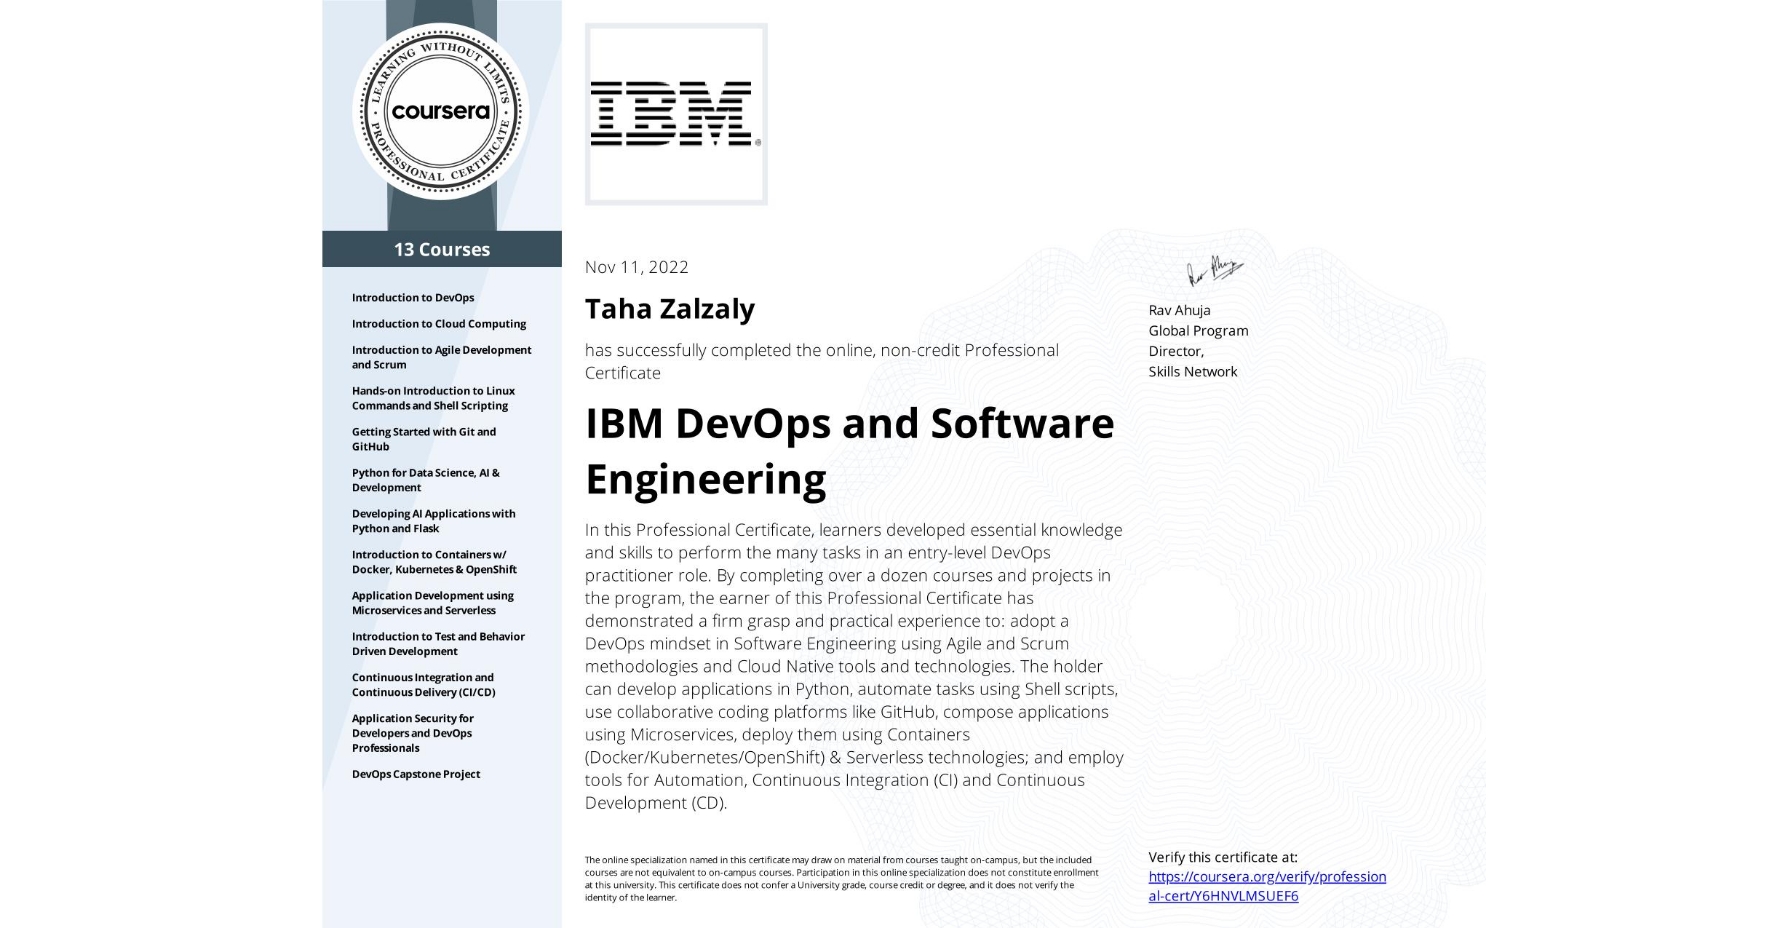 LEARNING WITHOUT LIMITS
coursera
PROFESSIONAL CERTIFICATE
13 Courses
Introduction to DevOps
Introduction to Cloud Computing
Introduction to Agile Development
and Scrum
Hands-on Introduction to Linux
Commands and Shell Scripting
Getting Started with Git and
GitHub
Python for Data Science, AI &
Development
Developing AI Applications with
Python and Flask
Introduction to Containers w/
Docker, Kubernetes & OpenShift
Application Development using
Microservices and Serverless
Introduction to Test and Behavior
Driven Development
Continuous Integration and
Continuous Delivery (CI/CD)
Application Security for
Developers and DevOps
Professionals
DevOps Capstone Project
IBM®
Nov 11, 2022
Taha Zalzaly
has successfully completed the online, non-credit Professional
Certificate
IBM DevOps and Software
Engineering
In this Professional Certificate, learners developed essential knowledge
and skills to perform the many tasks in an entry-level DevOps
practitioner role. By completing over a dozen courses and projects in
the program, the earner of this Professional Certificate has
demonstrated a firm grasp and practical experience to: adopt a
DevOps mindset in Software Engineering using Agile and Scrum
methodologies and Cloud Native tools and technologies. The holder
can develop applications in Python, automate tasks using Shell scripts,
use collaborative coding platforms like GitHub, compose applications
using Microservices, deploy them using Containers
(Docker/Kubernetes/OpenShift) & Serverless technologies; and employ
tools for Automation, Continuous Integration (CI) and Continuous
Development (CD).
The online specialization named in this certificate may draw on material from courses taught on-campus, but the included
courses are not equivalent to on-campus courses. Participation in this online specialization does not constitute enrollment
at this university. This certificate does not confer a University grade, course credit or degree, and it does not verify the
identity of the learner.
Rav Ahuja
Global Program
Director,
Skills Network
Verify this certificate at:
https://coursera.org/verify/profession
al-cert/Y6HNVLMSUEF6